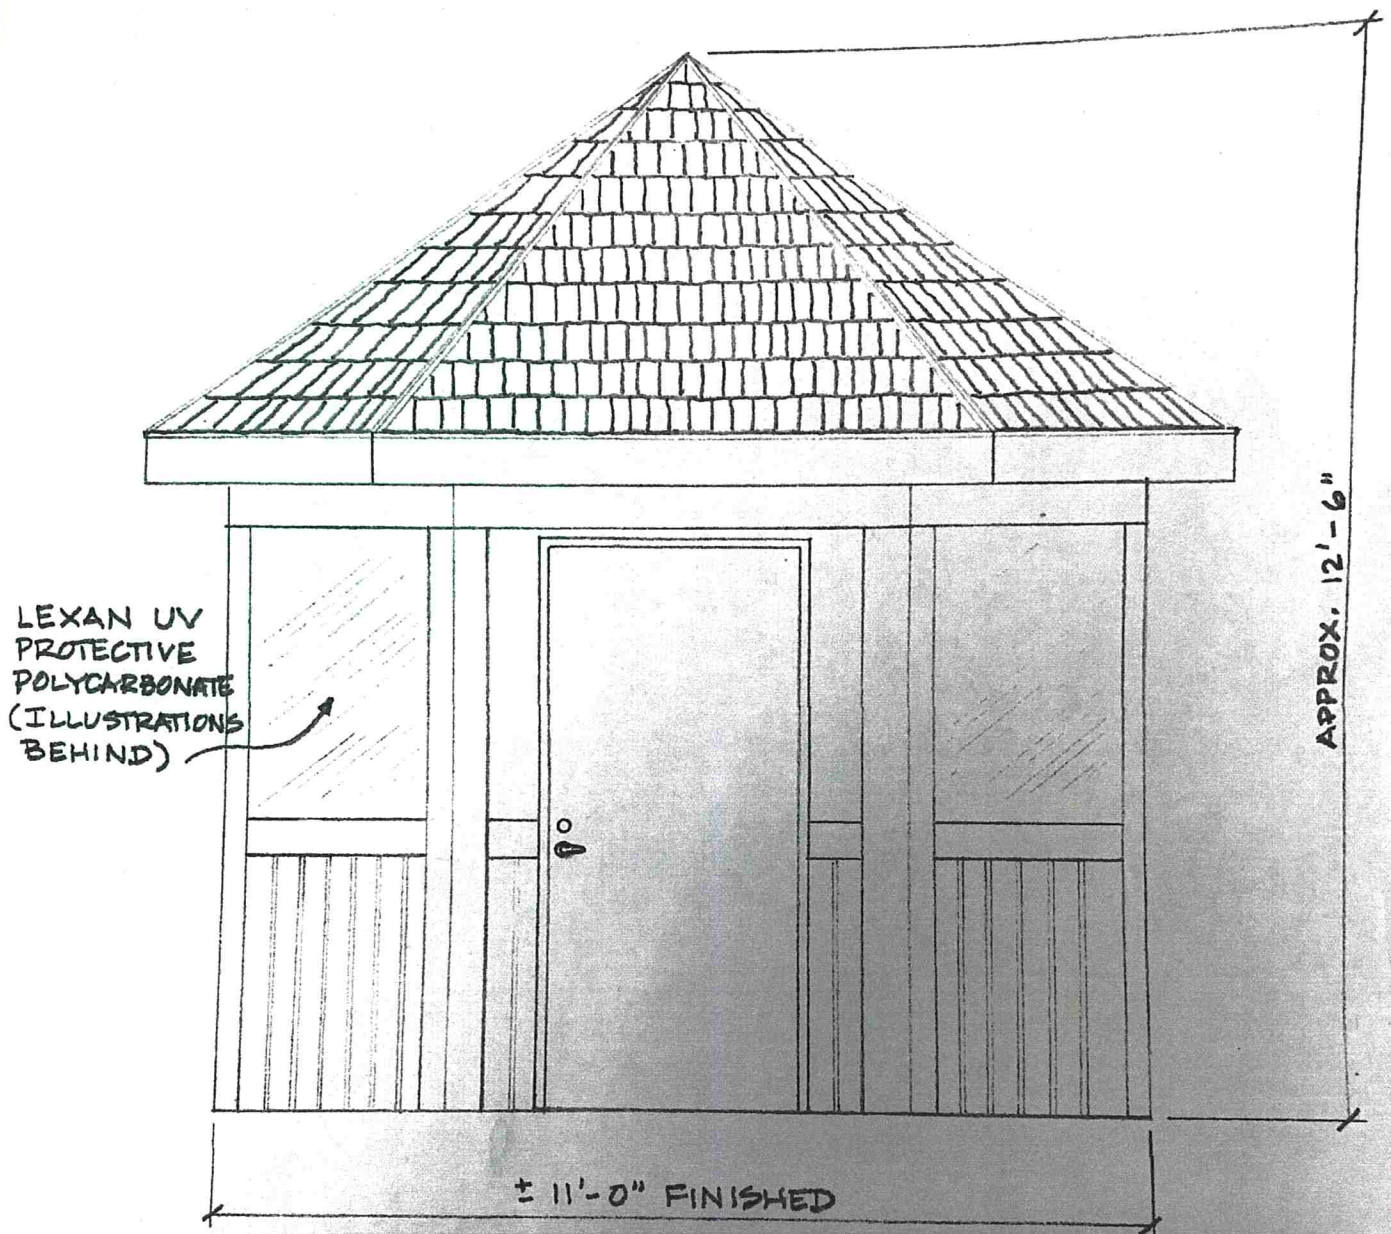 LEXAN UV
PROTECTIVE
POLYCARBONATE
(ILLUSTRATIONS
BEHIND)
APPROX. 12'-6"
± 11'-0" FINISHED